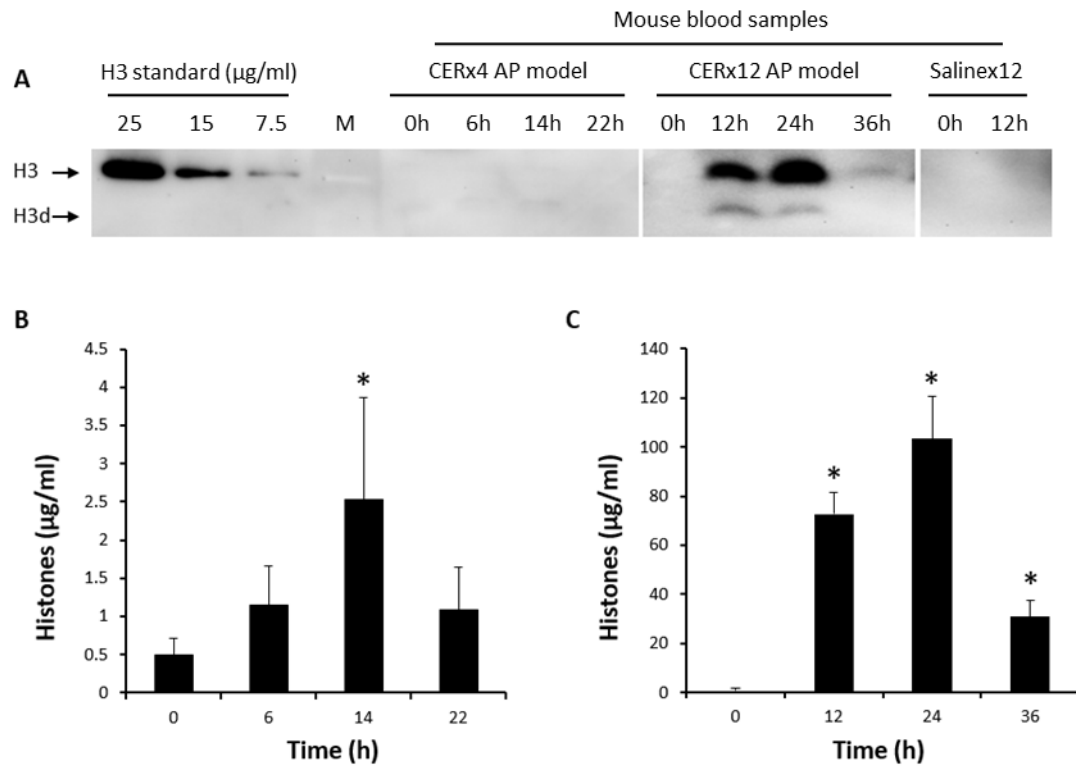 Mouse blood samples
A
H3 standard (µg/ml)
CERx4 AP model
CERx12 AP model
Salinex12
25 15 7.5 M 0h 6h 14h 22h 0h 12h 24h 36h 0h 12h
H3
H3d
B
4.5
4
3.5
3
2.5
2
1.5
1
0.5
0
Histones (µg/ml)
*
0 6 14 22
Time (h)
C
140
120
100
80
60
40
20
0
Histones (µg/ml)
*
*
*
0 12 24 36
Time (h)